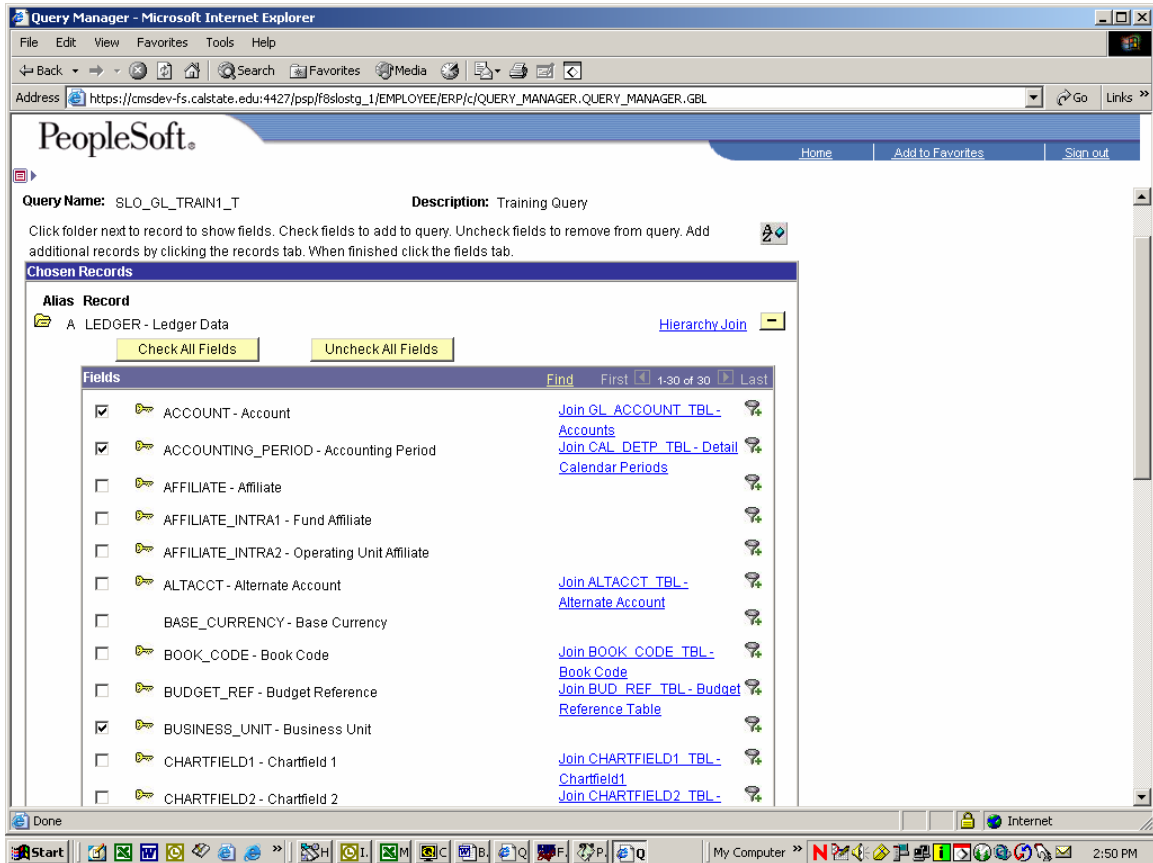 Query Manager - Microsoft Internet Explorer
File Edit View Favorites Tools Help
Back Search Favorites Media
Address https://cmsdev-fs.calstate.edu:4427/psp/f8slostg_1/EMPLOYEE/ERP/c/QUERY_MANAGER.QUERY_MANAGER.GBL Go Links »
PeopleSoft.
Home Add to Favorites Sign out
Query Name: SLO_GL_TRAIN1_T Description: Training Query
Click folder next to record to show fields. Check fields to add to query. Uncheck fields to remove from query. Add
additional records by clicking the records tab. When finished click the fields tab.
Chosen Records
Alias Record
A LEDGER - Ledger Data Hierarchy Join
Check All Fields Uncheck All Fields
Fields Find First 1-30 of 30 Last
ACCOUNT - Account Join GL_ACCOUNT_TBL -
Accounts
ACCOUNTING_PERIOD - Accounting Period Join CAL_DETP_TBL - Detail
Calendar Periods
AFFILIATE - Affiliate
AFFILIATE_INTRA1 - Fund Affiliate
AFFILIATE_INTRA2 - Operating Unit Affiliate
ALTACCT - Alternate Account Join ALTACCT_TBL -
Alternate Account
BASE_CURRENCY - Base Currency
BOOK_CODE - Book Code Join BOOK_CODE_TBL -
Book Code
BUDGET_REF - Budget Reference Join BUD_REF_TBL - Budget
Reference Table
BUSINESS_UNIT - Business Unit
CHARTFIELD1 - Chartfield 1 Join CHARTFIELD1_TBL -
Chartfield1
CHARTFIELD2 - Chartfield 2 Join CHARTFIELD2_TBL -
Done Internet
Start » H I. M C B. Q F. P. Q My Computer » 2:50 PM